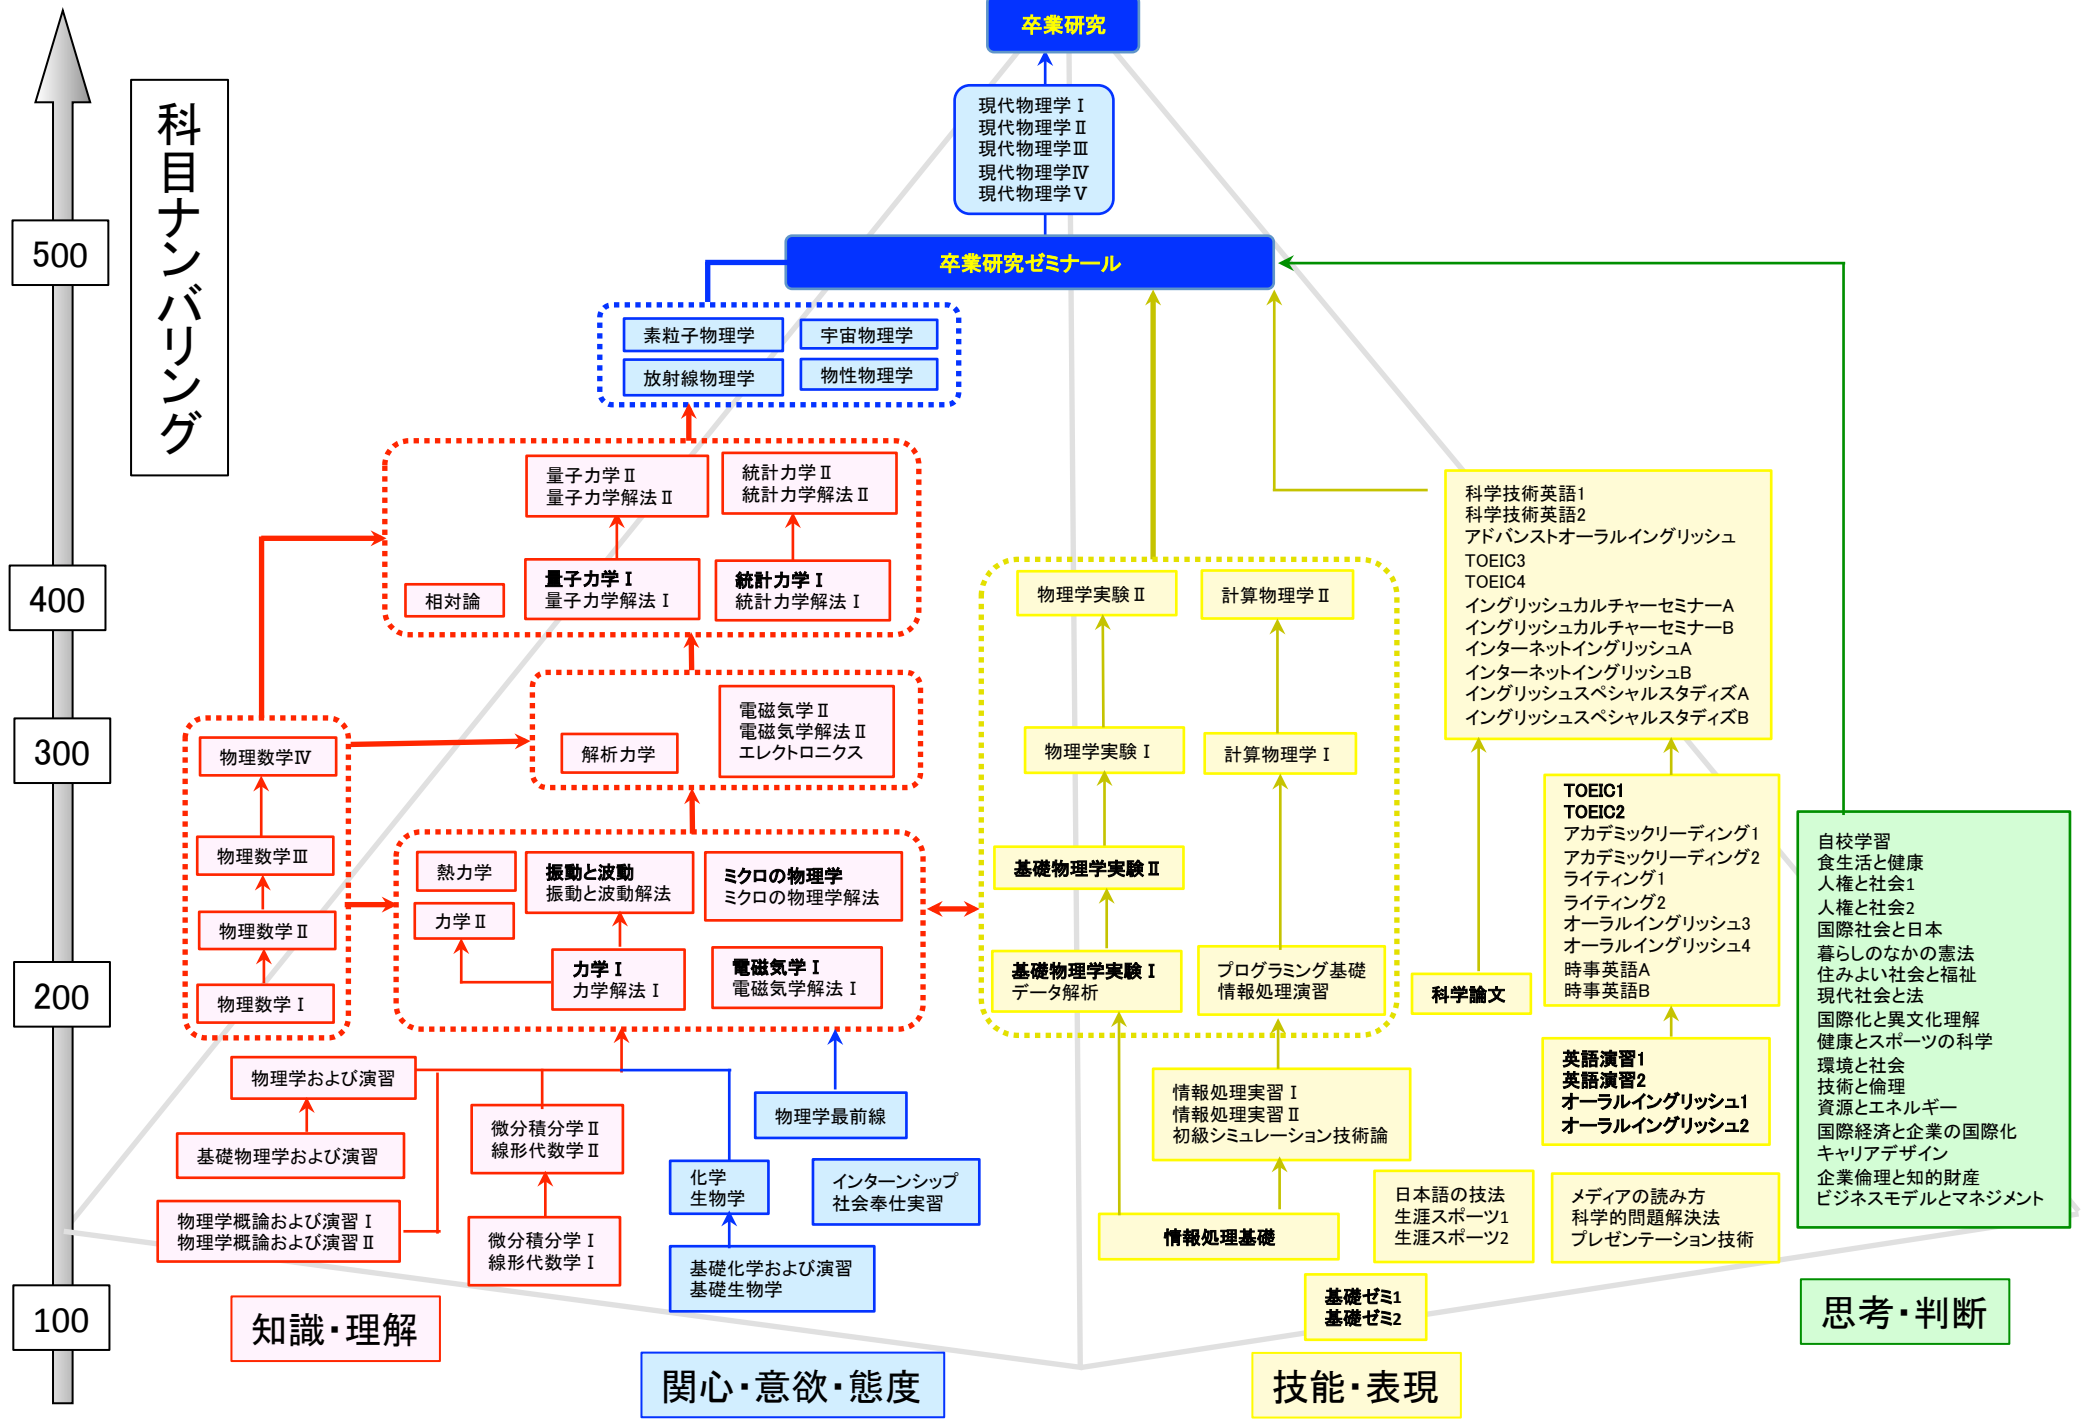 卒業研究
現代物理学Ⅰ
現代物理学Ⅱ
現代物理学Ⅲ
現代物理学Ⅳ
現代物理学Ⅴ
科目ナンバリング
500
400
300
200
100
卒業研究ゼミナール
素粒子物理学
宇宙物理学
放射線物理学
物性物理学
量子力学Ⅱ
量子力学解法Ⅱ
統計力学Ⅱ
統計力学解法Ⅱ
相対論
量子力学Ⅰ
量子力学解法Ⅰ
統計力学Ⅰ
統計力学解法Ⅰ
解析力学
電磁気学Ⅱ
電磁気学解法Ⅱ
エレクトロニクス
物理数学Ⅳ
物理数学Ⅲ
物理数学Ⅱ
物理数学Ⅰ
熱力学
振動と波動
振動と波動解法
ミクロの物理学
ミクロの物理学解法
力学Ⅱ
力学Ⅰ
力学解法Ⅰ
電磁気学Ⅰ
電磁気学解法Ⅰ
物理学および演習
基礎物理学および演習
物理学概論および演習Ⅰ
物理学概論および演習Ⅱ
微分積分学Ⅱ
線形代数学Ⅱ
微分積分学Ⅰ
線形代数学Ⅰ
物理学最前線
化学
生物学
インターンシップ
社会奉仕実習
基礎化学および演習
基礎生物学
物理学実験Ⅱ
計算物理学Ⅱ
物理学実験Ⅰ
計算物理学Ⅰ
基礎物理学実験Ⅱ
基礎物理学実験Ⅰ
データ解析
プログラミング基礎
情報処理演習
情報処理実習Ⅰ
情報処理実習Ⅱ
初級シミュレーション技術論
情報処理基礎
科学技術英語1
科学技術英語2
アドバンストオーラルイングリッシュ
TOEIC3
TOEIC4
イングリッシュカルチャーセミナーA
イングリッシュカルチャーセミナーB
インターネットイングリッシュA
インターネットイングリッシュB
イングリッシュスペシャルスタディズA
イングリッシュスペシャルスタディズB
TOEIC1
TOEIC2
アカデミックリーディング1
アカデミックリーディング2
ライティング1
ライティング2
オーラルイングリッシュ3
オーラルイングリッシュ4
時事英語A
時事英語B
科学論文
英語演習1
英語演習2
オーラルイングリッシュ1
オーラルイングリッシュ2
日本語の技法
生涯スポーツ1
生涯スポーツ2
メディアの読み方
科学的問題解決法
プレゼンテーション技術
基礎ゼミ1
基礎ゼミ2
自校学習
食生活と健康
人権と社会1
人権と社会2
国際社会と日本
暮らしのなかの憲法
住みよい社会と福祉
現代社会と法
国際化と異文化理解
健康とスポーツの科学
環境と社会
技術と倫理
資源とエネルギー
国際経済と企業の国際化
キャリアデザイン
企業倫理と知的財産
ビジネスモデルとマネジメント
知識・理解
関心・意欲・態度
技能・表現
思考・判断